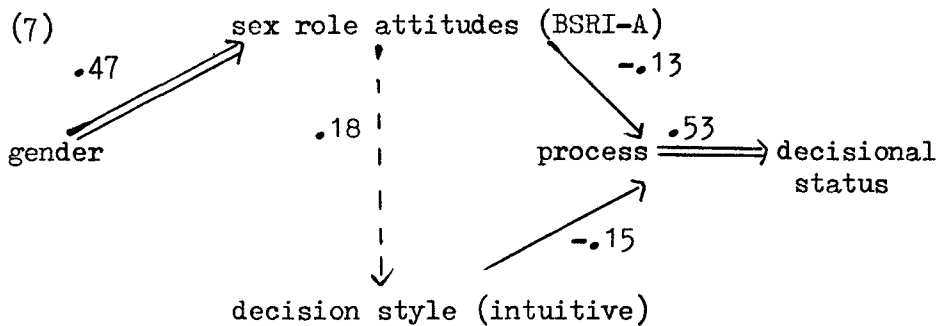 (7)
sex role attitudes (BSRI-A)
.47
-.13
.18
.53
gender
process
decisional
status
-.15
decision style (intuitive)